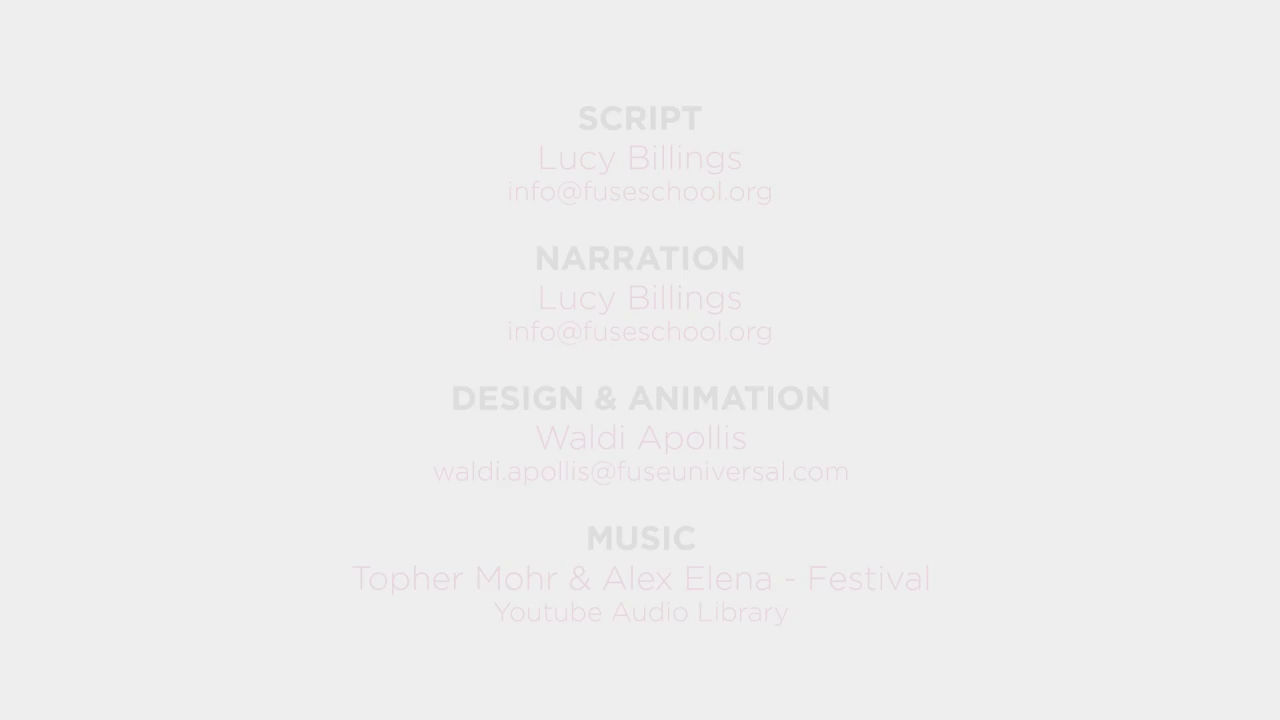 SCRIPT
Lucy Billings
info@fuseschool.org
NARRATION
Lucy Billings
info@fuseschool.org
DESIGN & ANIMATION
Waldi Apollis
waldi.apollis@fuseuniversal.com
MUSIC
Topher Mohr & Alex Elena - Festival
Youtube Audio Library